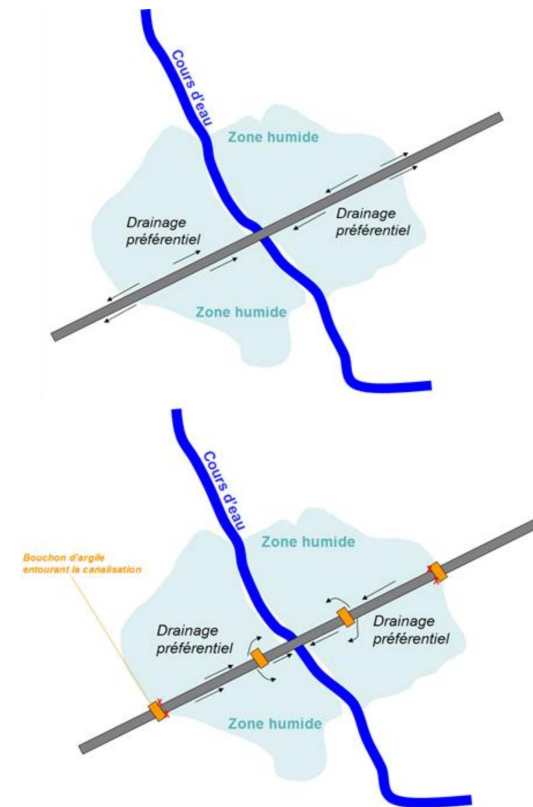 Cours d'eau
Zone humide
Drainage
préférentiel
Drainage
préférentiel
Zone humide
Cours d'eau
Bouchon d'argile
entourant la canalisation
Zone humide
Drainage
préférentiel
Drainage
préférentiel
Zone humide